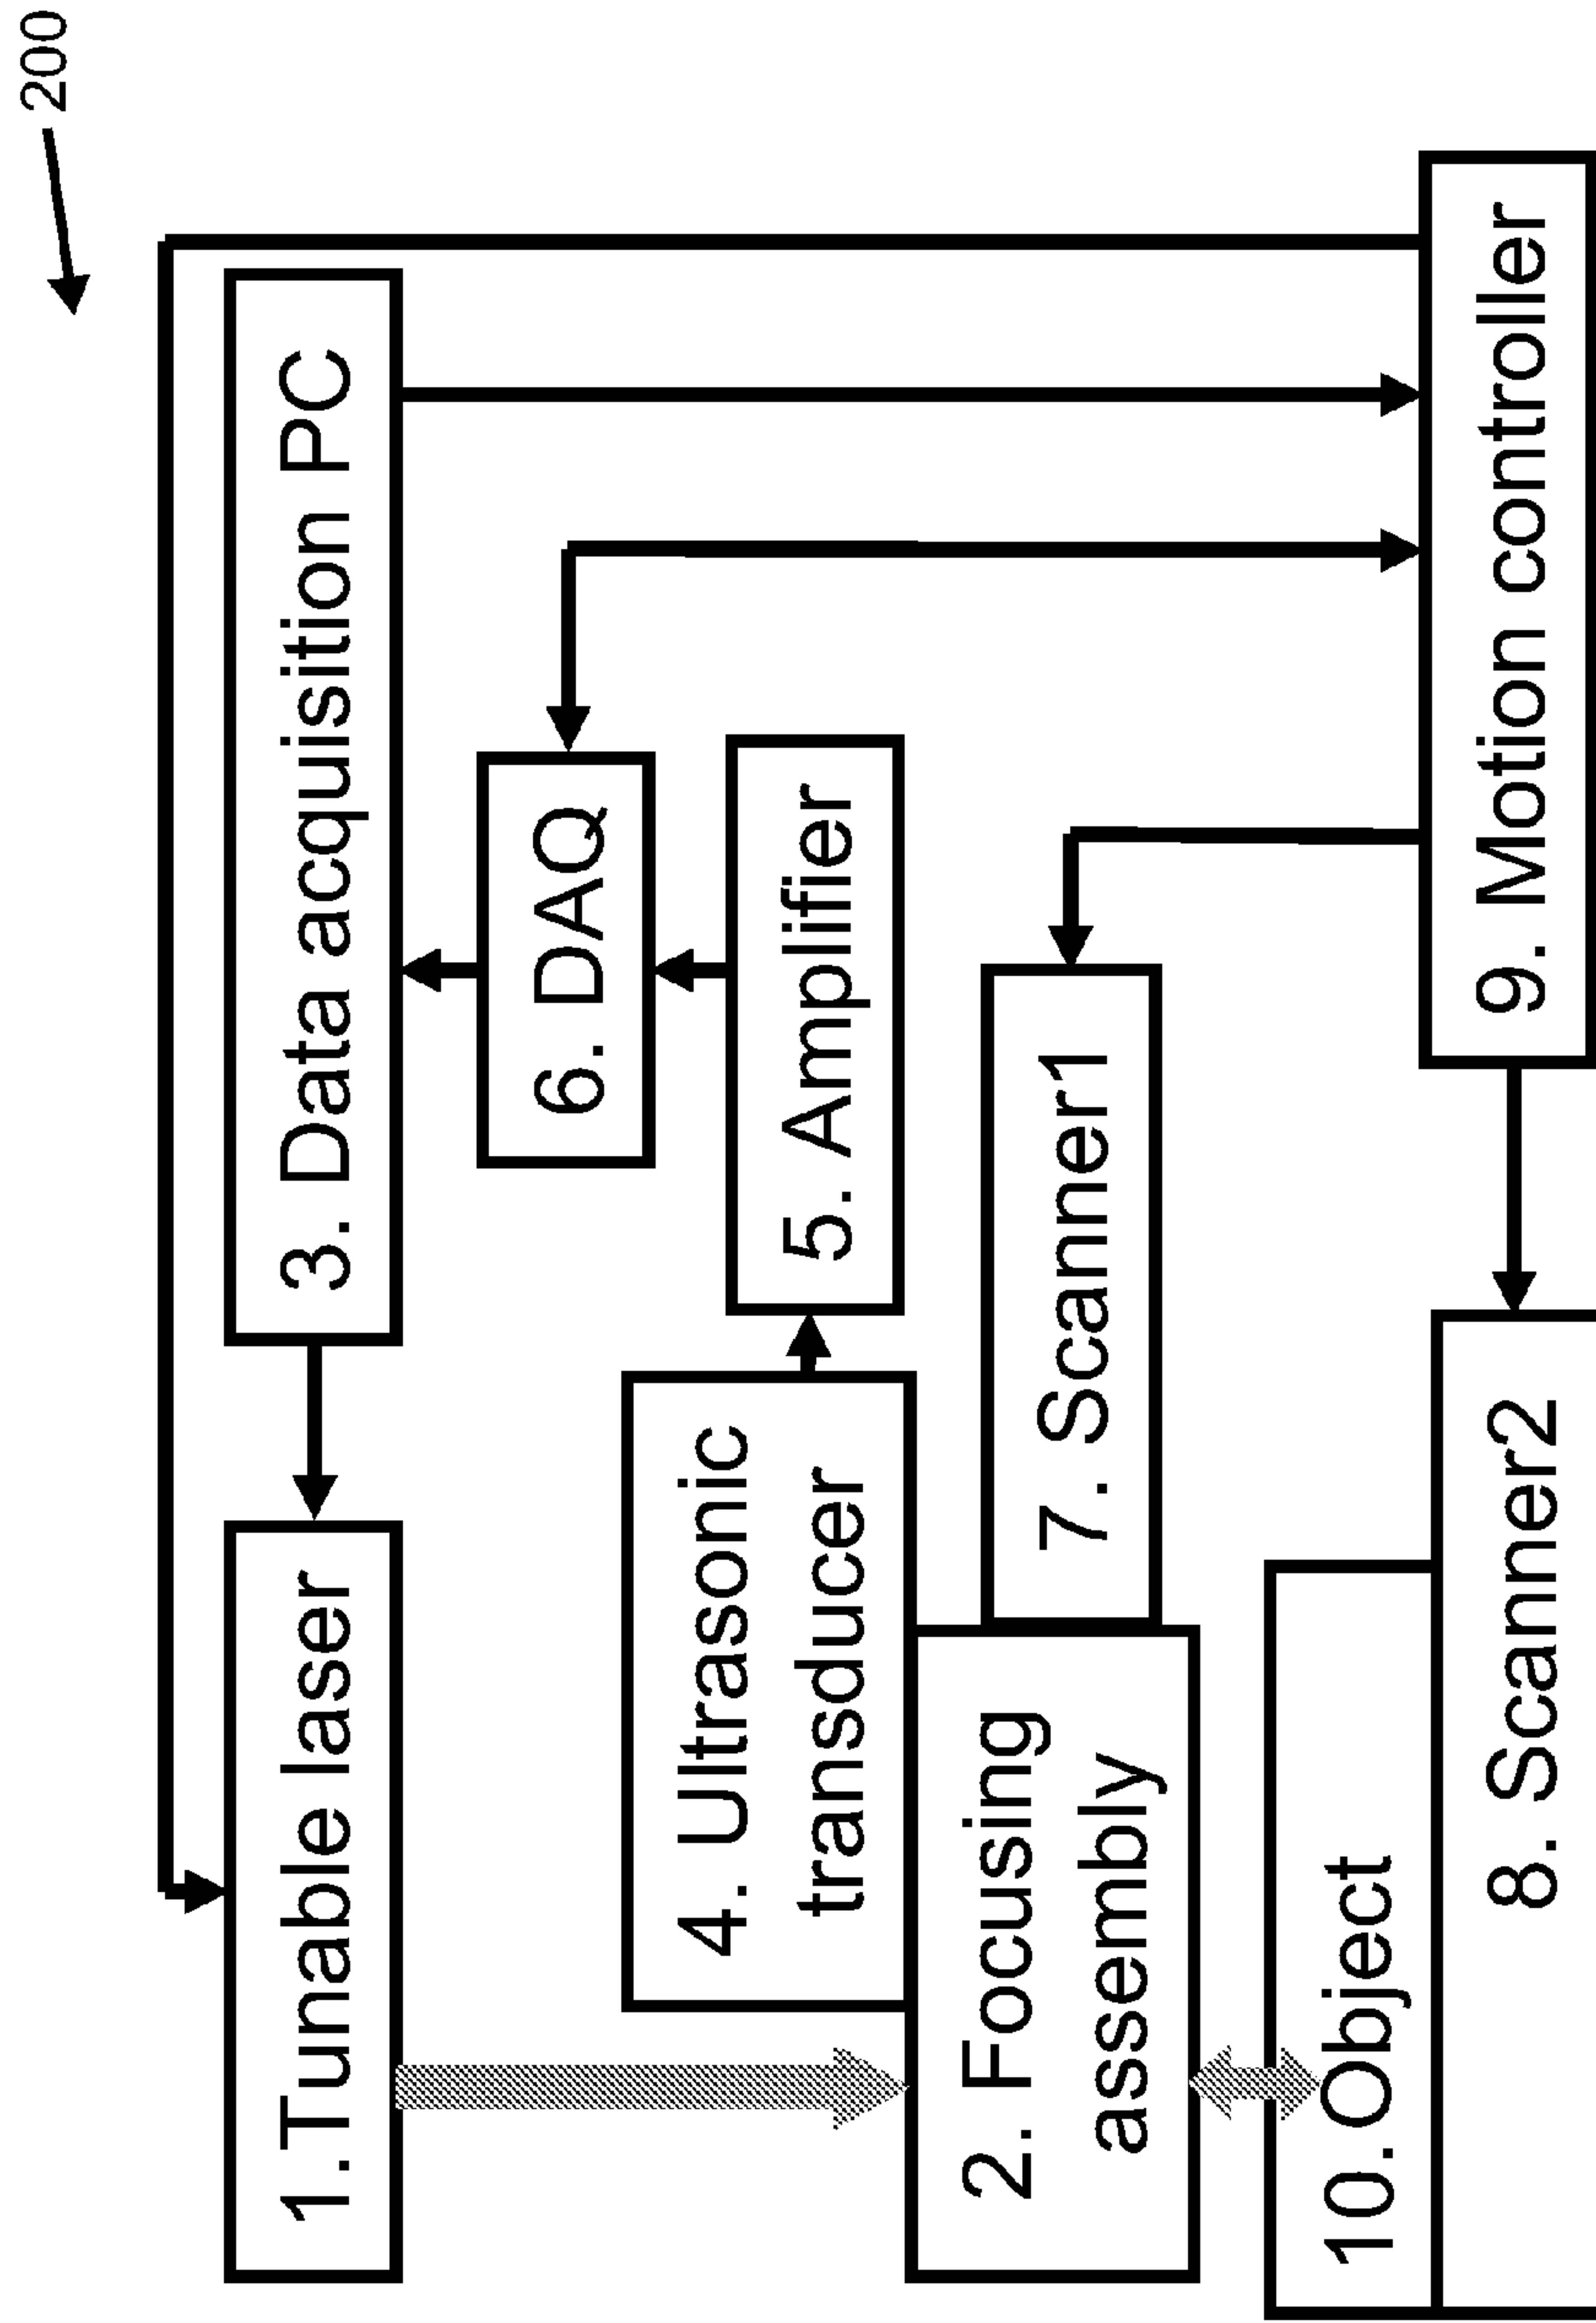 200
1.Tunable laser
3. Data acquisition PC
6. DAQ
4. Ultrasonic
transducer
5. Amplifier
2. Focusing
assembly
7. Scanner1
10.Object
8. Scanner2
9. Motion controller